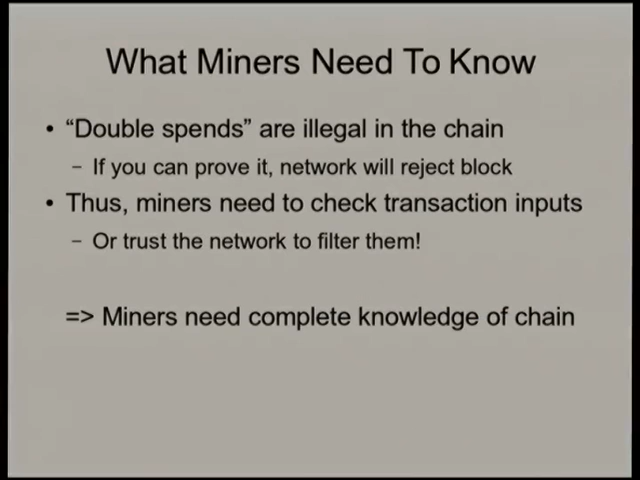 What Miners Need To Know
• “Double spends” are illegal in the chain
– If you can prove it, network will reject block
• Thus, miners need to check transaction inputs
– Or trust the network to filter them!
=> Miners need complete knowledge of chain